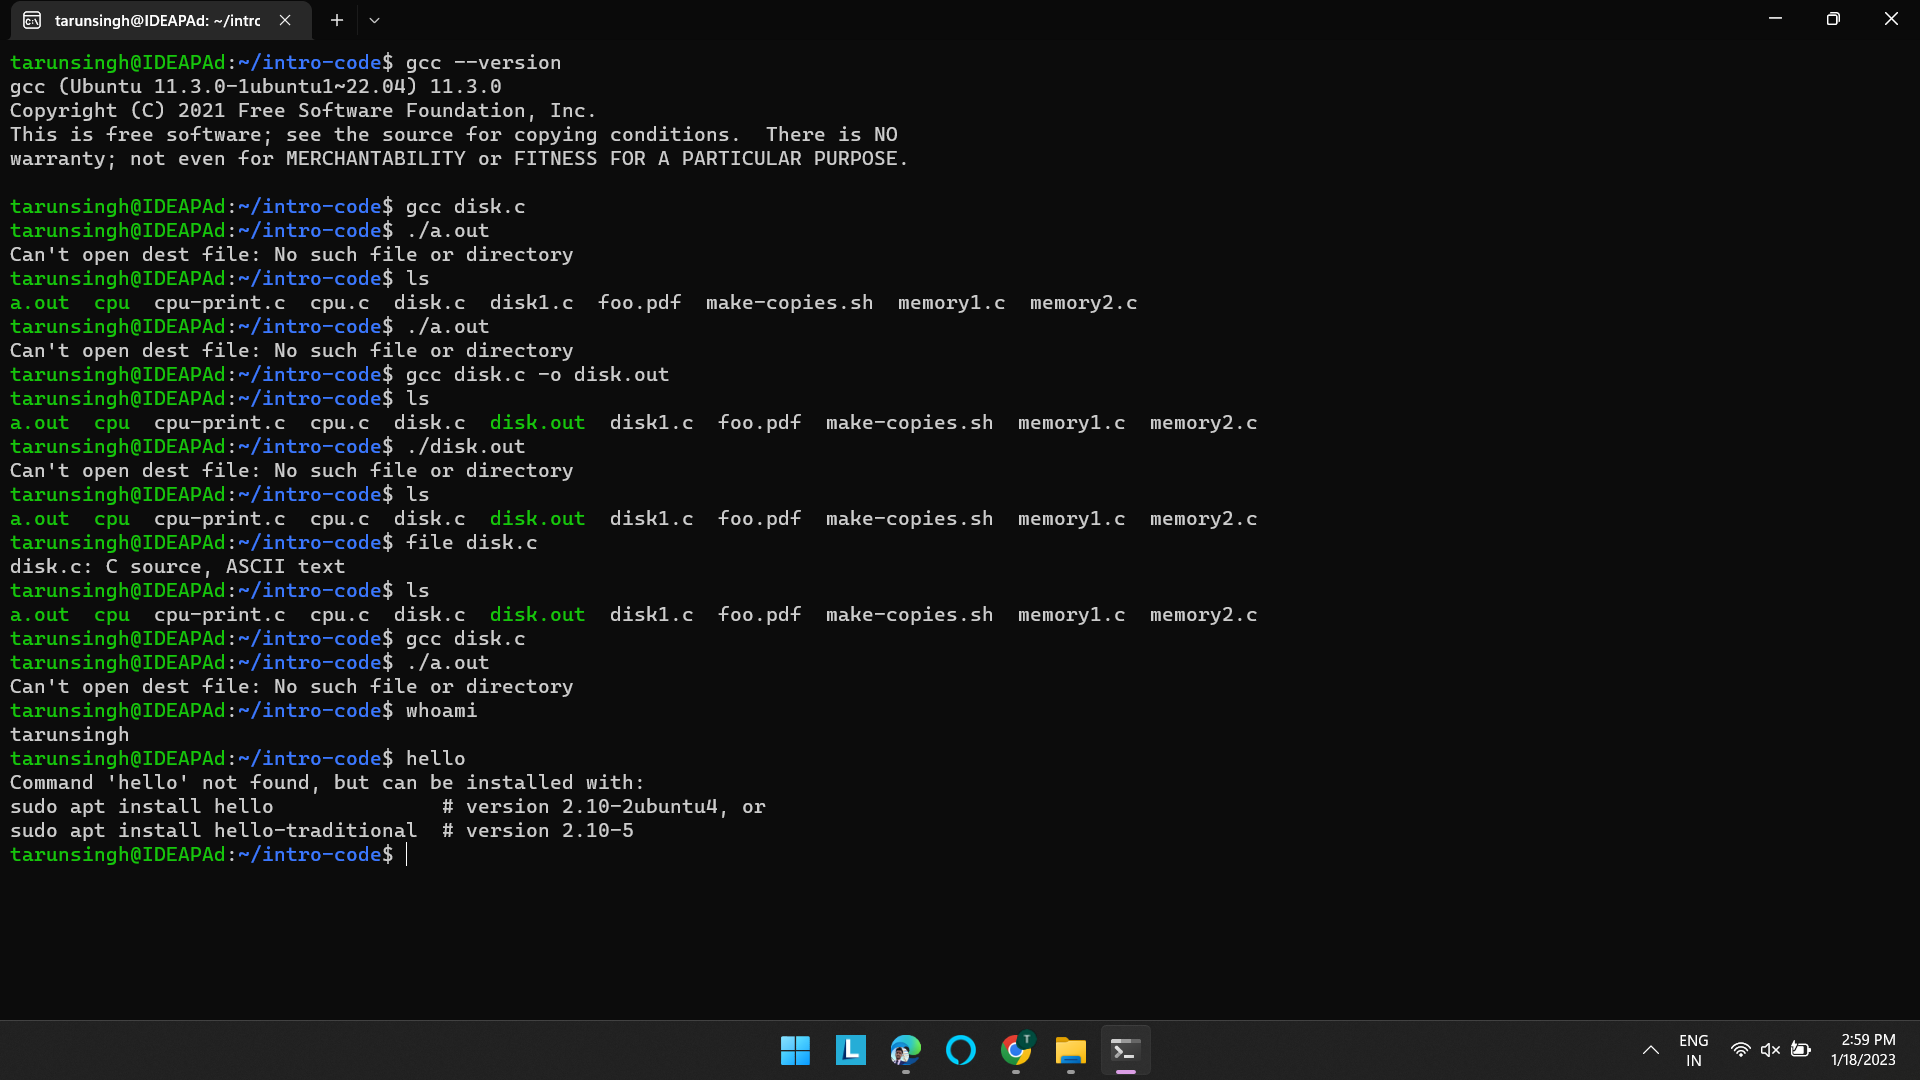 tarunsingh@IDEAPAd: ~/intro
tarunsingh@IDEAPAd:~/intro-code$ gcc --version
gcc (Ubuntu 11.3.0-1ubuntu1~22.04) 11.3.0
Copyright (C) 2021 Free Software Foundation, Inc.
This is free software; see the source for copying conditions.  There is NO
warranty; not even for MERCHANTABILITY or FITNESS FOR A PARTICULAR PURPOSE.
tarunsingh@IDEAPAd:~/intro-code$ gcc disk.c
tarunsingh@IDEAPAd:~/intro-code$ ./a.out
Can't open dest file: No such file or directory
tarunsingh@IDEAPAd:~/intro-code$ ls
a.out  cpu  cpu-print.c  cpu.c  disk.c  disk1.c  foo.pdf  make-copies.sh  memory1.c  memory2.c
tarunsingh@IDEAPAd:~/intro-code$ ./a.out
Can't open dest file: No such file or directory
tarunsingh@IDEAPAd:~/intro-code$ gcc disk.c -o disk.out
tarunsingh@IDEAPAd:~/intro-code$ ls
a.out  cpu  cpu-print.c  cpu.c  disk.c  disk.out  disk1.c  foo.pdf  make-copies.sh  memory1.c  memory2.c
tarunsingh@IDEAPAd:~/intro-code$ ./disk.out
Can't open dest file: No such file or directory
tarunsingh@IDEAPAd:~/intro-code$ ls
a.out  cpu  cpu-print.c  cpu.c  disk.c  disk.out  disk1.c  foo.pdf  make-copies.sh  memory1.c  memory2.c
tarunsingh@IDEAPAd:~/intro-code$ file disk.c
disk.c: C source, ASCII text
tarunsingh@IDEAPAd:~/intro-code$ ls
a.out  cpu  cpu-print.c  cpu.c  disk.c  disk.out  disk1.c  foo.pdf  make-copies.sh  memory1.c  memory2.c
tarunsingh@IDEAPAd:~/intro-code$ gcc disk.c
tarunsingh@IDEAPAd:~/intro-code$ ./a.out
Can't open dest file: No such file or directory
tarunsingh@IDEAPAd:~/intro-code$ whoami
tarunsingh
tarunsingh@IDEAPAd:~/intro-code$ hello
Command 'hello' not found, but can be installed with:
sudo apt install hello              # version 2.10-2ubuntu4, or
sudo apt install hello-traditional  # version 2.10-5
tarunsingh@IDEAPAd:~/intro-code$
L
T
ENG
IN
2:59 PM
1/18/2023